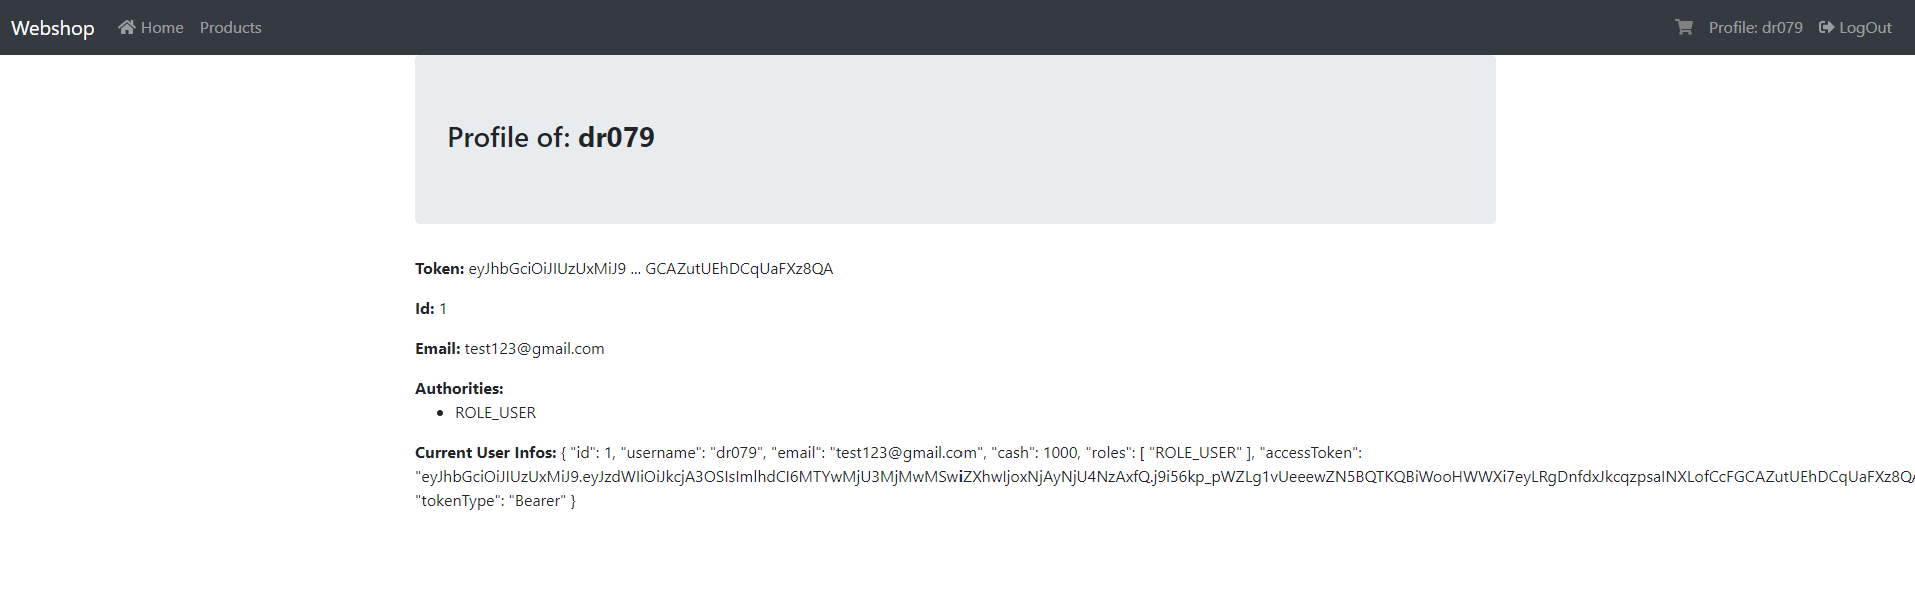 Webshop Home Products Profile: dr079 LogOut
Profile of: dr079
Token: eyJhbGciOiJIUzUxMiJ9 ... GCAZutUEhDCqUaFXz8QA
Id: 1
Email: test123@gmail.com
Authorities:
• ROLE_USER
Current User Infos: { "id": 1, "username": "dr079", "email": "test123@gmail.com", "cash": 1000, "roles": [ "ROLE_USER" ], "accessToken":
"eyJhbGciOiJIUzUxMiJ9.eyJzdWIiOiJkcjA3OSIsImlhdCI6MTYwMjU3MjMwMSwiZXhwIjoxNjAyNjU4NzAxfQ.j9i56kp_pWZLg1vUeeewZN5BQTKQBiWooHWWXi7eyLRgDnfdxJkcqzpsaINXLofCcFGCAZutUEhDCqUaFXz8QA
"tokenType": "Bearer" }